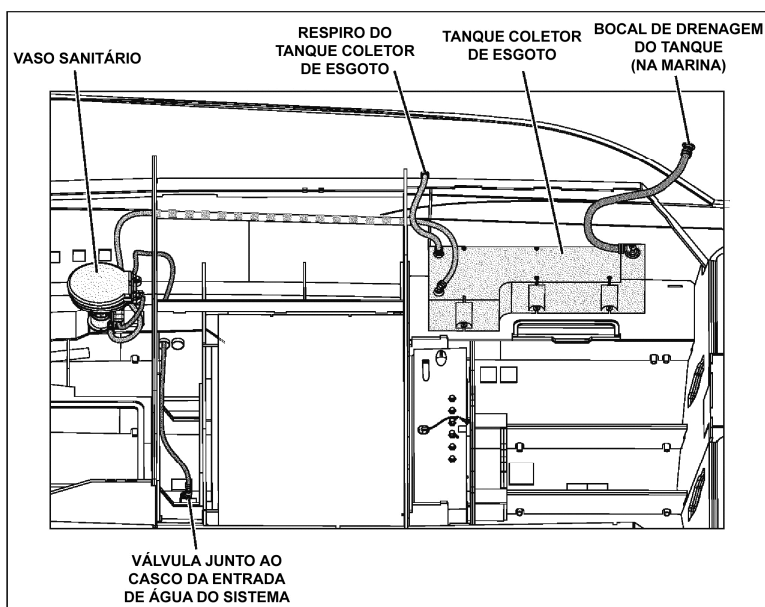 VASO SANITÁRIO
RESPIRO DO
TANQUE COLETOR
DE ESGOTO
TANQUE COLETOR
DE ESGOTO
BOCAL DE DRENAGEM
DO TANQUE
(NA MARINA)
VÁLVULA JUNTO AO
CASCO DA ENTRADA
DE ÁGUA DO SISTEMA